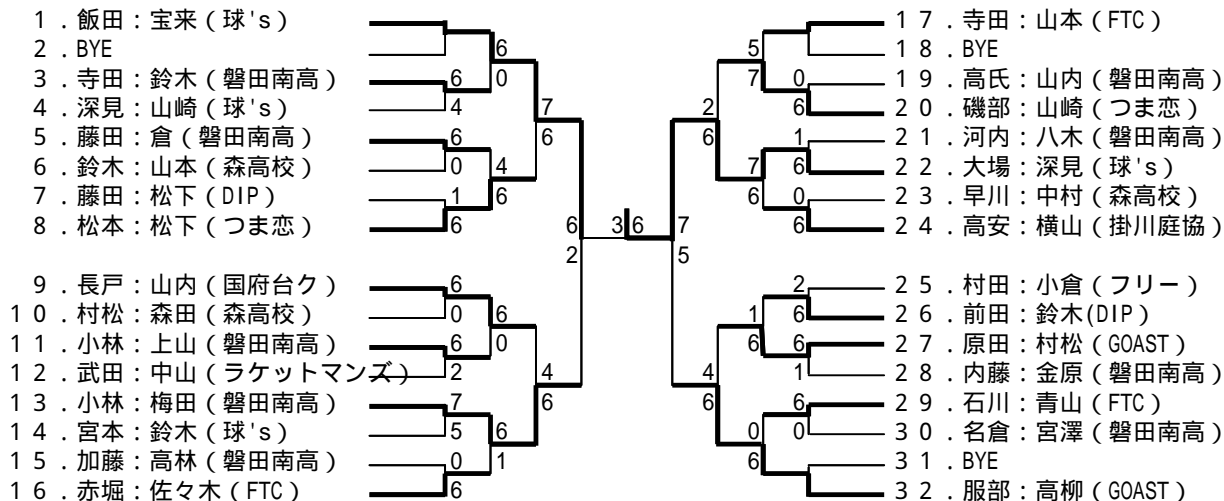 1．飯田：宝来（球's）
2．BYE
3．寺田：鈴木（磐田南高）
4．深見：山崎（球's）
5．藤田：倉（磐田南高）
6．鈴木：山本（森高校）
7．藤田：松下（DIP）
8．松本：松下（つま恋）
9．長戸：山内（国府台ク）
10．村松：森田（森高校）
11．小林：上山（磐田南高）
12．武田：中山（ラケットマンズ）
13．小林：梅田（磐田南高）
14．宮本：鈴木（球's）
15．加藤：高林（磐田南高）
16．赤堀：佐々木（FTC）
6
4
6
0
1
6
6
0
6
2
7
5
0
6
6
0
4
6
6
0
6
1
7
6
4
6
6
2
3 6
7
5
2
6
4
6
5
7
7
6
1
6
0
6
0
6
1
6
0
6
2
6
6
1
6
0
17．寺田：山本（FTC）
18．BYE
19．高氏：山内（磐田南高）
20．磯部：山崎（つま恋）
21．河内：八木（磐田南高）
22．大場：深見（球's）
23．早川：中村（森高校）
24．高安：横山（掛川庭協）
25．村田：小倉（フリー）
26．前田：鈴木(DIP）
27．原田：村松（GOAST）
28．内藤：金原（磐田南高）
29．石川：青山（FTC）
30．名倉：宮澤（磐田南高）
31．BYE
32．服部：高柳（GOAST）